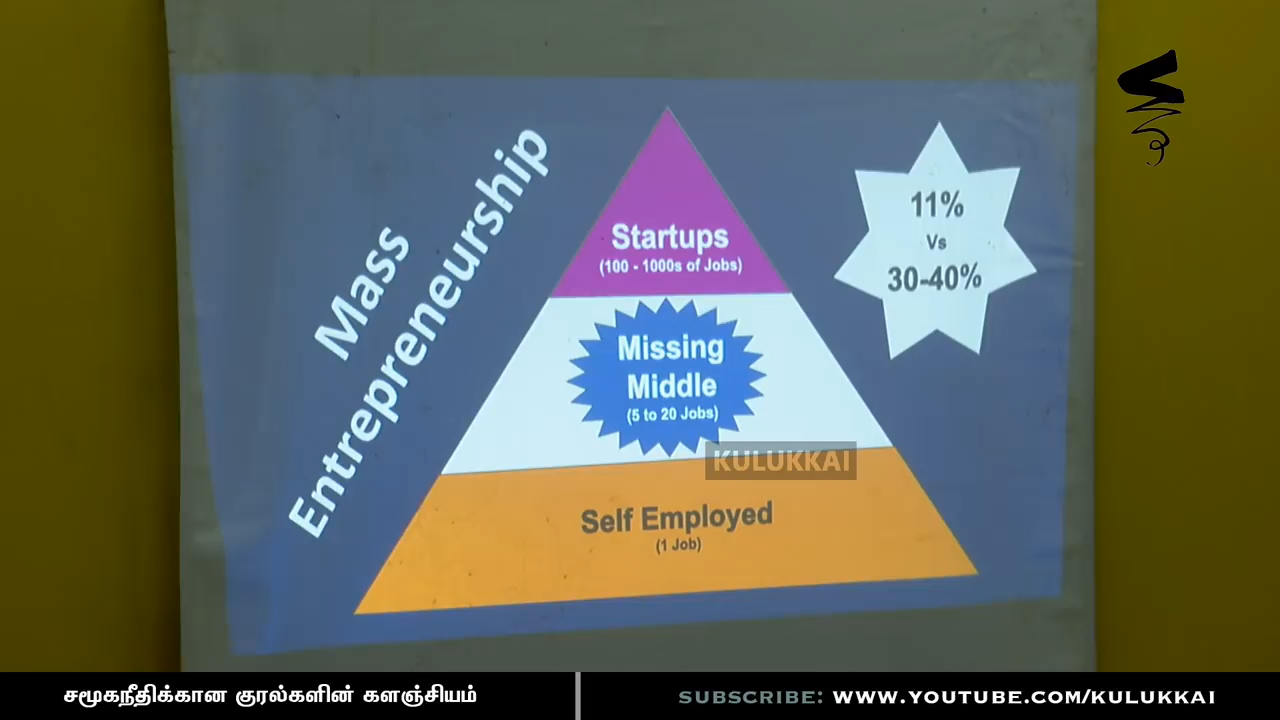 Mass
Entrepreneurship
Startups
(100 - 1000s of Jobs)
11%
Vs
30-40%
Missing
Middle
(5 to 20 Jobs)
KULUKKAI
Self Employed
(1 Job)
சமூகநீதிக்கான குரல்களின் களஞ்சியம்
SUBSCRIBE: WWW.YOUTUBE.COM/KULUKKAI